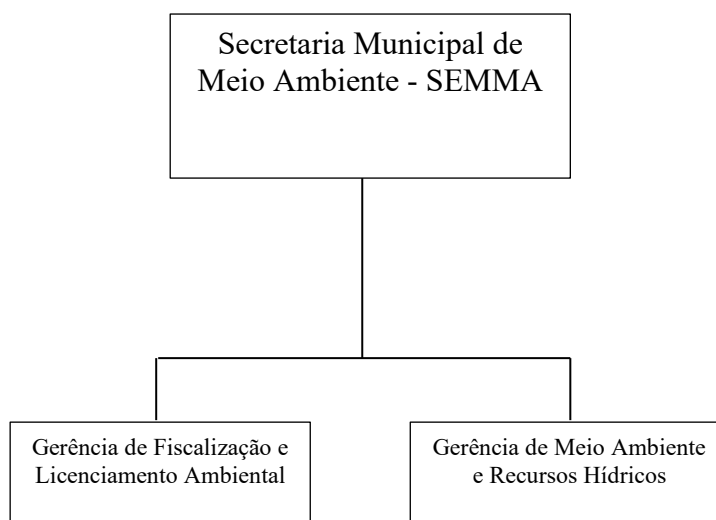 Secretaria Municipal de
Meio Ambiente - SEMMA
Gerência de Fiscalização e
Licenciamento Ambiental
Gerência de Meio Ambiente
e Recursos Hídricos